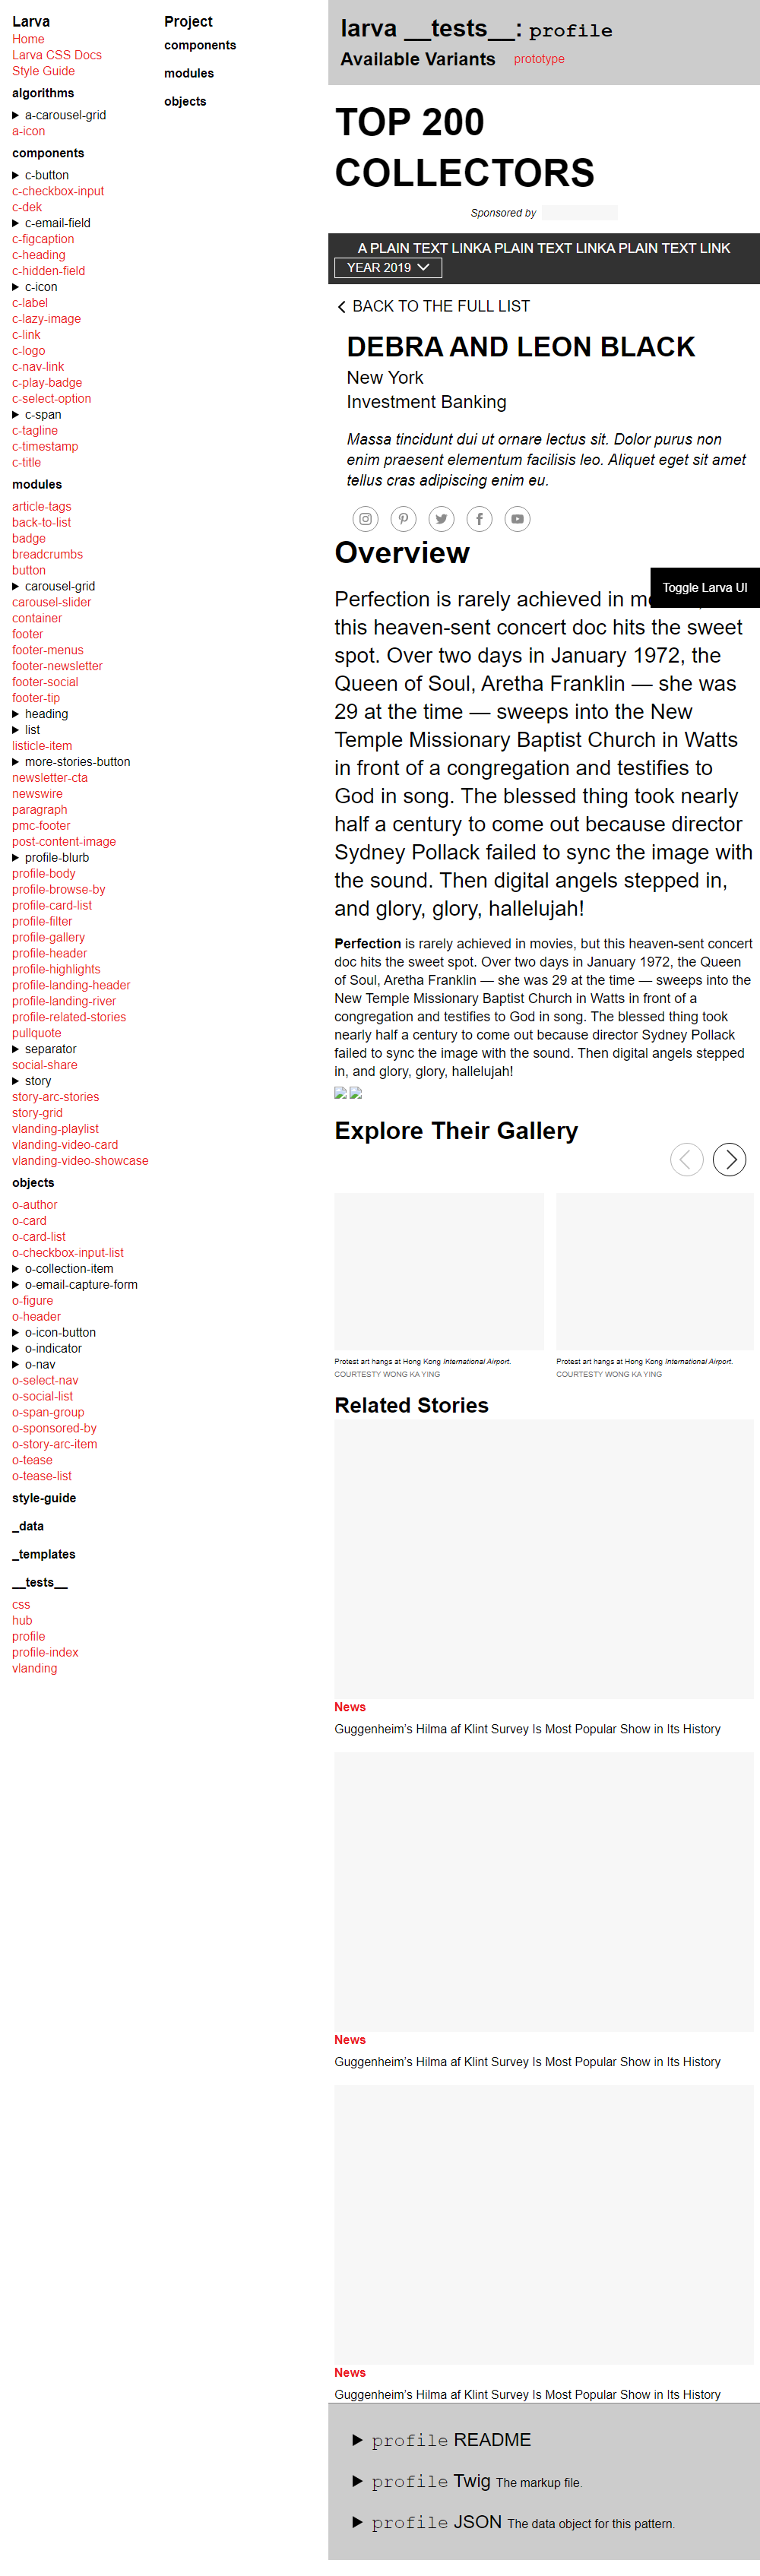 Larva
Home
Larva CSS Docs
Style Guide
algorithms
a-carousel-grid
a-icon
components
c-button
c-checkbox-input
c-dek
c-email-field
c-figcaption
c-heading
c-hidden-field
c-icon
c-label
c-lazy-image
c-link
c-logo
c-nav-link
c-play-badge
c-select-option
c-span
c-tagline
c-timestamp
c-title
modules
article-tags
back-to-list
badge
breadcrumbs
button
carousel-grid
carousel-slider
container
footer
footer-menus
footer-newsletter
footer-social
footer-tip
heading
list
listicle-item
more-stories-button
newsletter-cta
newswire
paragraph
pmc-footer
post-content-image
profile-blurb
profile-body
profile-browse-by
profile-card-list
profile-filter
profile-gallery
profile-header
profile-highlights
profile-landing-header
profile-landing-river
profile-related-stories
pullquote
separator
social-share
story
story-arc-stories
story-grid
vlanding-playlist
vlanding-video-card
vlanding-video-showcase
objects
o-author
o-card
o-card-list
o-checkbox-input-list
o-collection-item
o-email-capture-form
o-figure
o-header
o-icon-button
o-indicator
o-nav
o-select-nav
o-social-list
o-span-group
o-sponsored-by
o-story-arc-item
o-tease
o-tease-list
style-guide
_data
_templates
__tests__
css
hub
profile
profile-index
vlanding
Project
components
modules
objects
larva __tests__: profile
Available Variants prototype
TOP 200
COLLECTORS
Sponsored by
A PLAIN TEXT LINKA PLAIN TEXT LINKA PLAIN TEXT LINK
YEAR 2019
BACK TO THE FULL LIST
DEBRA AND LEON BLACK
New York
Investment Banking
Massa tincidunt dui ut ornare lectus sit. Dolor purus non
enim praesent elementum facilisis leo. Aliquet eget sit amet
tellus cras adipiscing enim eu.
Overview
Toggle Larva UI
Perfection is rarely achieved in
this heaven-sent concert doc hits the sweet
spot. Over two days in January 1972, the
Queen of Soul, Aretha Franklin — she was
29 at the time — sweeps into the New
Temple Missionary Baptist Church in Watts
in front of a congregation and testifies to
God in song. The blessed thing took nearly
half a century to come out because director
Sydney Pollack failed to sync the image with
the sound. Then digital angels stepped in,
and glory, glory, hallelujah!
Perfection is rarely achieved in movies, but this heaven-sent concert
doc hits the sweet spot. Over two days in January 1972, the Queen
of Soul, Aretha Franklin — she was 29 at the time — sweeps into the
New Temple Missionary Baptist Church in Watts in front of a
congregation and testifies to God in song. The blessed thing took
nearly half a century to come out because director Sydney Pollack
failed to sync the image with the sound. Then digital angels stepped
in, and glory, glory, hallelujah!
Explore Their Gallery
Protest art hangs at Hong Kong International Airport.
COURTESTY WONG KA YING
Protest art hangs at Hong Kong International Airport.
COURTESTY WONG KA YING
Related Stories
News
Guggenheim's Hilma af Klint Survey Is Most Popular Show in Its History
News
Guggenheim's Hilma af Klint Survey Is Most Popular Show in Its History
News
Guggenheim's Hilma af Klint Survey Is Most Popular Show in Its History
profile README
profile Twig The markup file.
profile JSON The data object for this pattern.